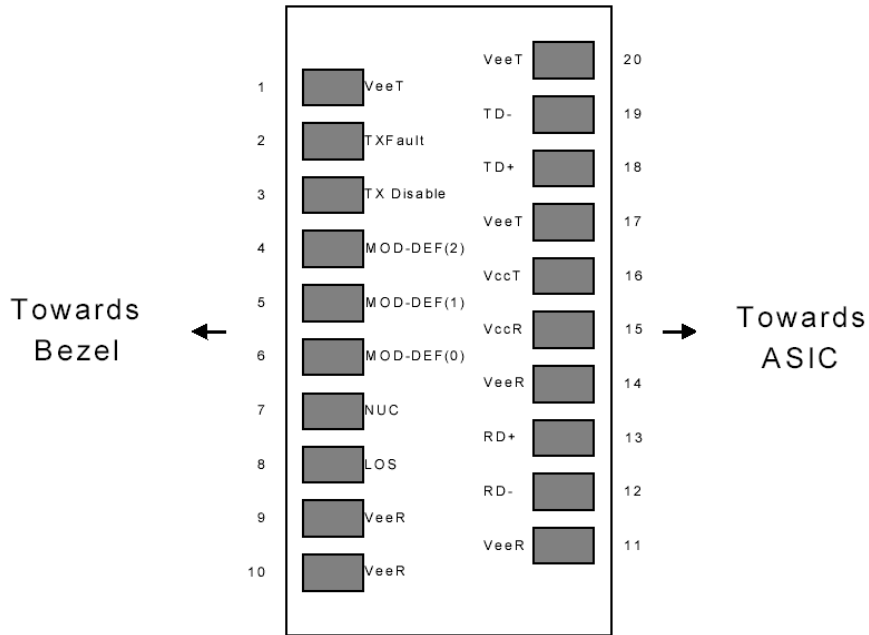 VeeT 20
1 VeeT
TD- 19
2 TXFault
TD+ 18
3 TX Disable
VeeT 17
4 MOD-DEF(2)
VccT 16
5 MOD-DEF(1)
Towards
Bezel
VccR 15
Towards
ASIC
6 MOD-DEF(0)
VeeR 14
7 NUC
RD+ 13
8 LOS
RD- 12
9 VeeR
VeeR 11
10 VeeR